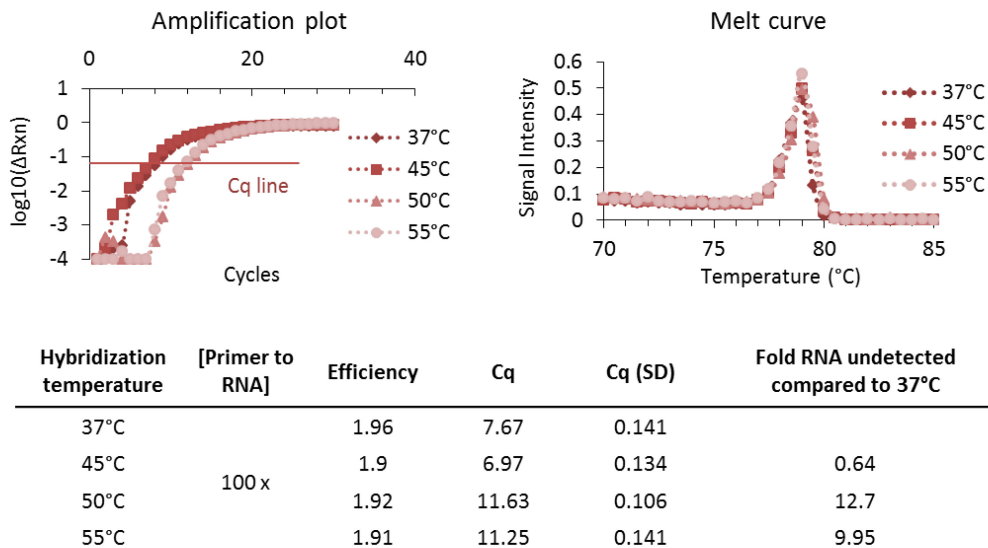 Amplification plot
0 20 40
1
0
-1
-2
-3
-4
log10(ΔRxn)
Cq line
Cycles
37°C
45°C
50°C
55°C
Melt curve
0.6
0.5
0.4
0.3
0.2
0.1
0
Signal Intensity
70 75 80 85
Temperature (°C)
37°C
45°C
50°C
55°C
Hybridization temperature [Primer to RNA] Efficiency Cq Cq (SD) Fold RNA undetected compared to 37°C
37°C 1.96 7.67 0.141
45°C 1.9 6.97 0.134 0.64
100 x
50°C 1.92 11.63 0.106 12.7
55°C 1.91 11.25 0.141 9.95